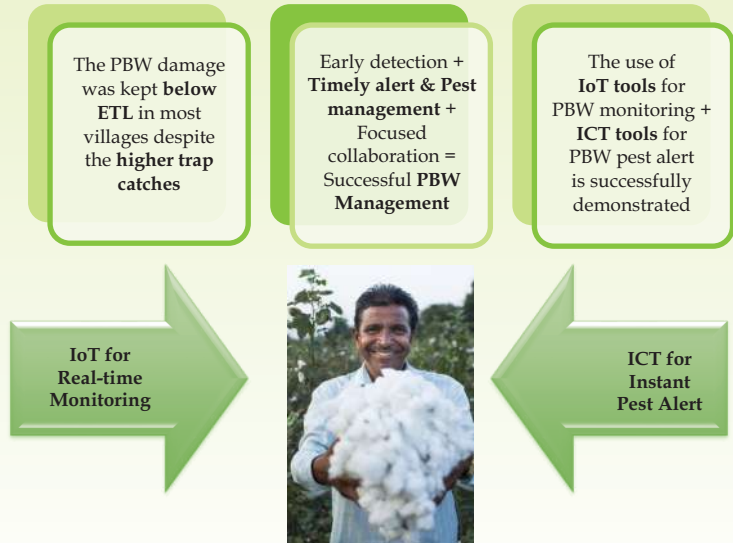 The PBW damage
was kept below
ETL in most
villages despite
the higher trap
catches
Early detection +
Timely alert & Pest
management +
Focused
collaboration =
Successful PBW
Management
The use of
IoT tools for
PBW monitoring +
ICT tools for
PBW pest alert
is successfully
demonstrated
IoT for
Real-time
Monitoring
ICT for
Instant
Pest Alert